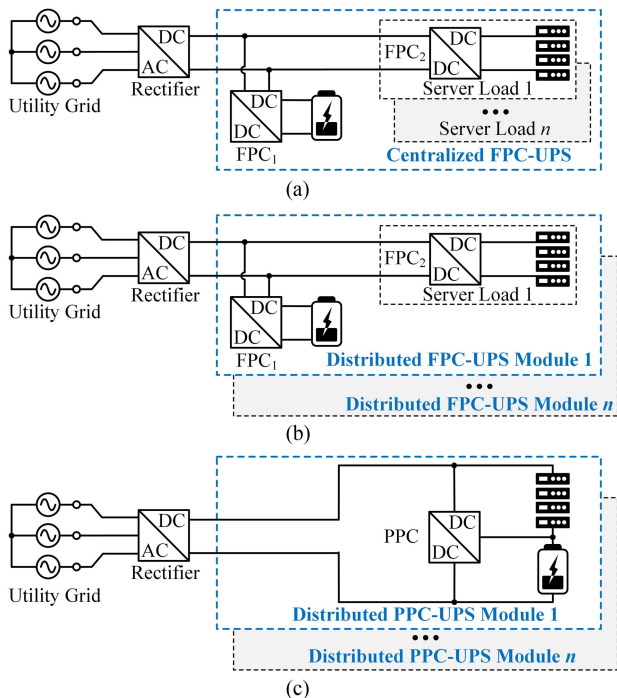 DC
AC
Utility Grid
Rectifier
DC
DC
FPC₁
FPC₂
DC
DC
Server Load 1
•••
Server Load n
Centralized FPC-UPS
(a)
DC
AC
Utility Grid
Rectifier
DC
DC
FPC₁
FPC₂
DC
DC
Server Load 1
Distributed FPC-UPS Module 1
•••
Distributed FPC-UPS Module n
(b)
DC
AC
Utility Grid
Rectifier
PPC
DC
DC
Distributed PPC-UPS Module 1
•••
Distributed PPC-UPS Module n
(c)